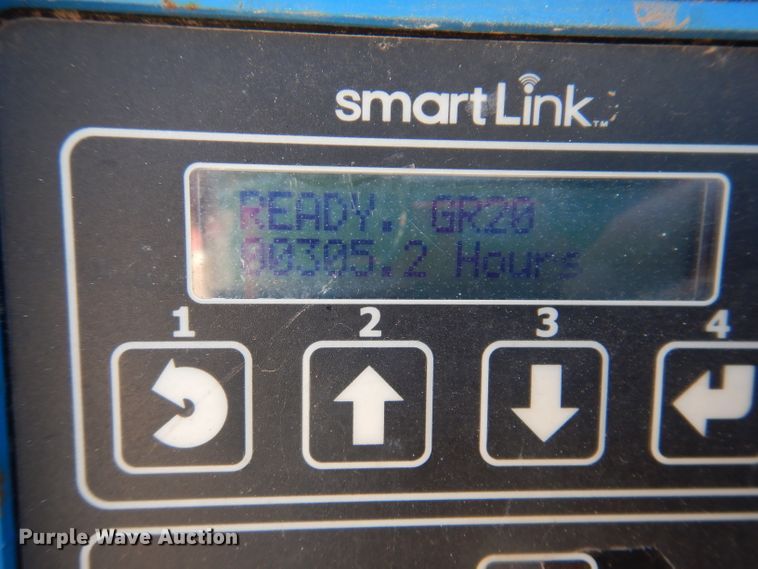 smartLink™
READY. GR20
00305.2 Hours
1 2 3 4
Purple Wave Auction